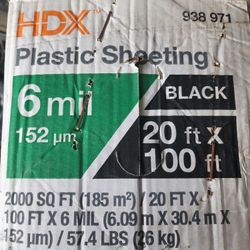 HDX™ 938 971
Plastic Sheeting
6 mil
152 µm
BLACK
20 ft X
100 ft
2000 SQ FT (185 m²) / 20 FT X
100 FT X 6 MIL (6.09 m X 30.4 m X
152 µm) / 57.4 LBS (26 kg)